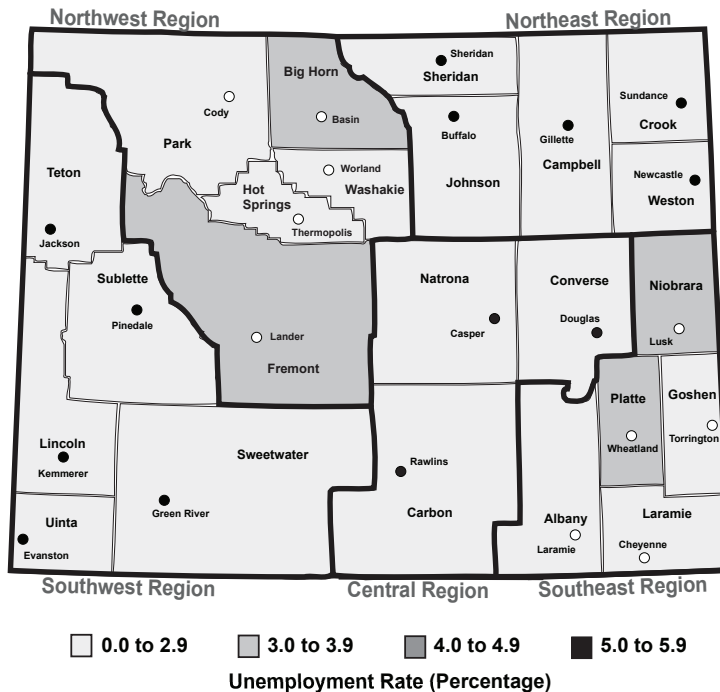 Northwest Region
Northeast Region
Big Horn
Sheridan
Sheridan
Cody
Basin
Sundance
Crook
Buffalo
Gillette
Park
Campbell
Worland
Washakie
Johnson
Newcastle
Weston
Teton
Hot
Springs
Thermopolis
Jackson
Sublette
Natrona
Converse
Niobrara
Pinedale
Casper
Douglas
Lander
Lusk
Fremont
Platte
Goshen
Lincoln
Kemmerer
Sweetwater
Rawlins
Wheatland
Torrington
Green River
Carbon
Uinta
Evanston
Albany
Laramie
Laramie
Cheyenne
Southwest Region
Central Region
Southeast Region
0.0 to 2.9
3.0 to 3.9
4.0 to 4.9
5.0 to 5.9
Unemployment Rate (Percentage)